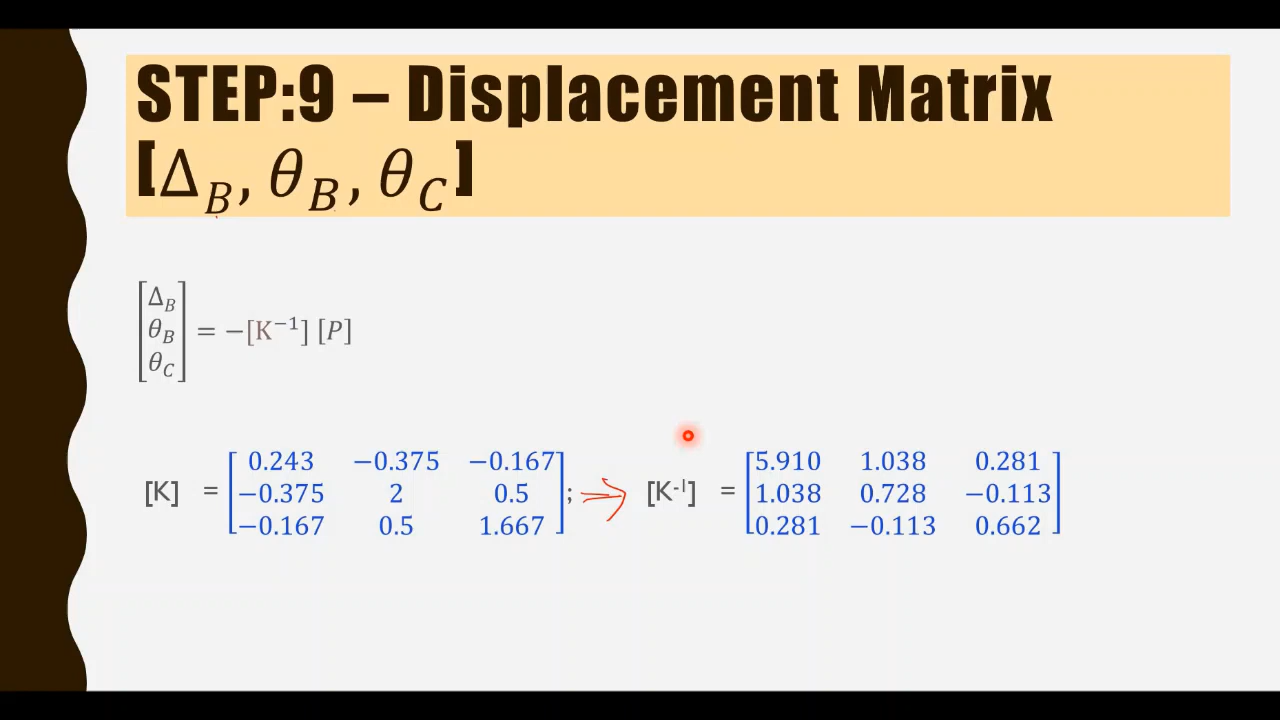 STEP:9 – Displacement Matrix
[Δ_B, θ_B, θ_C]
[Δ_B
θ_B = −[K⁻¹] [P]
θ_C]
[K] = [0.243 −0.375 −0.167
−0.375 2 0.5
−0.167 0.5 1.667] ; [K⁻ᴵ] = [5.910 1.038 0.281
1.038 0.728 −0.113
0.281 −0.113 0.662]